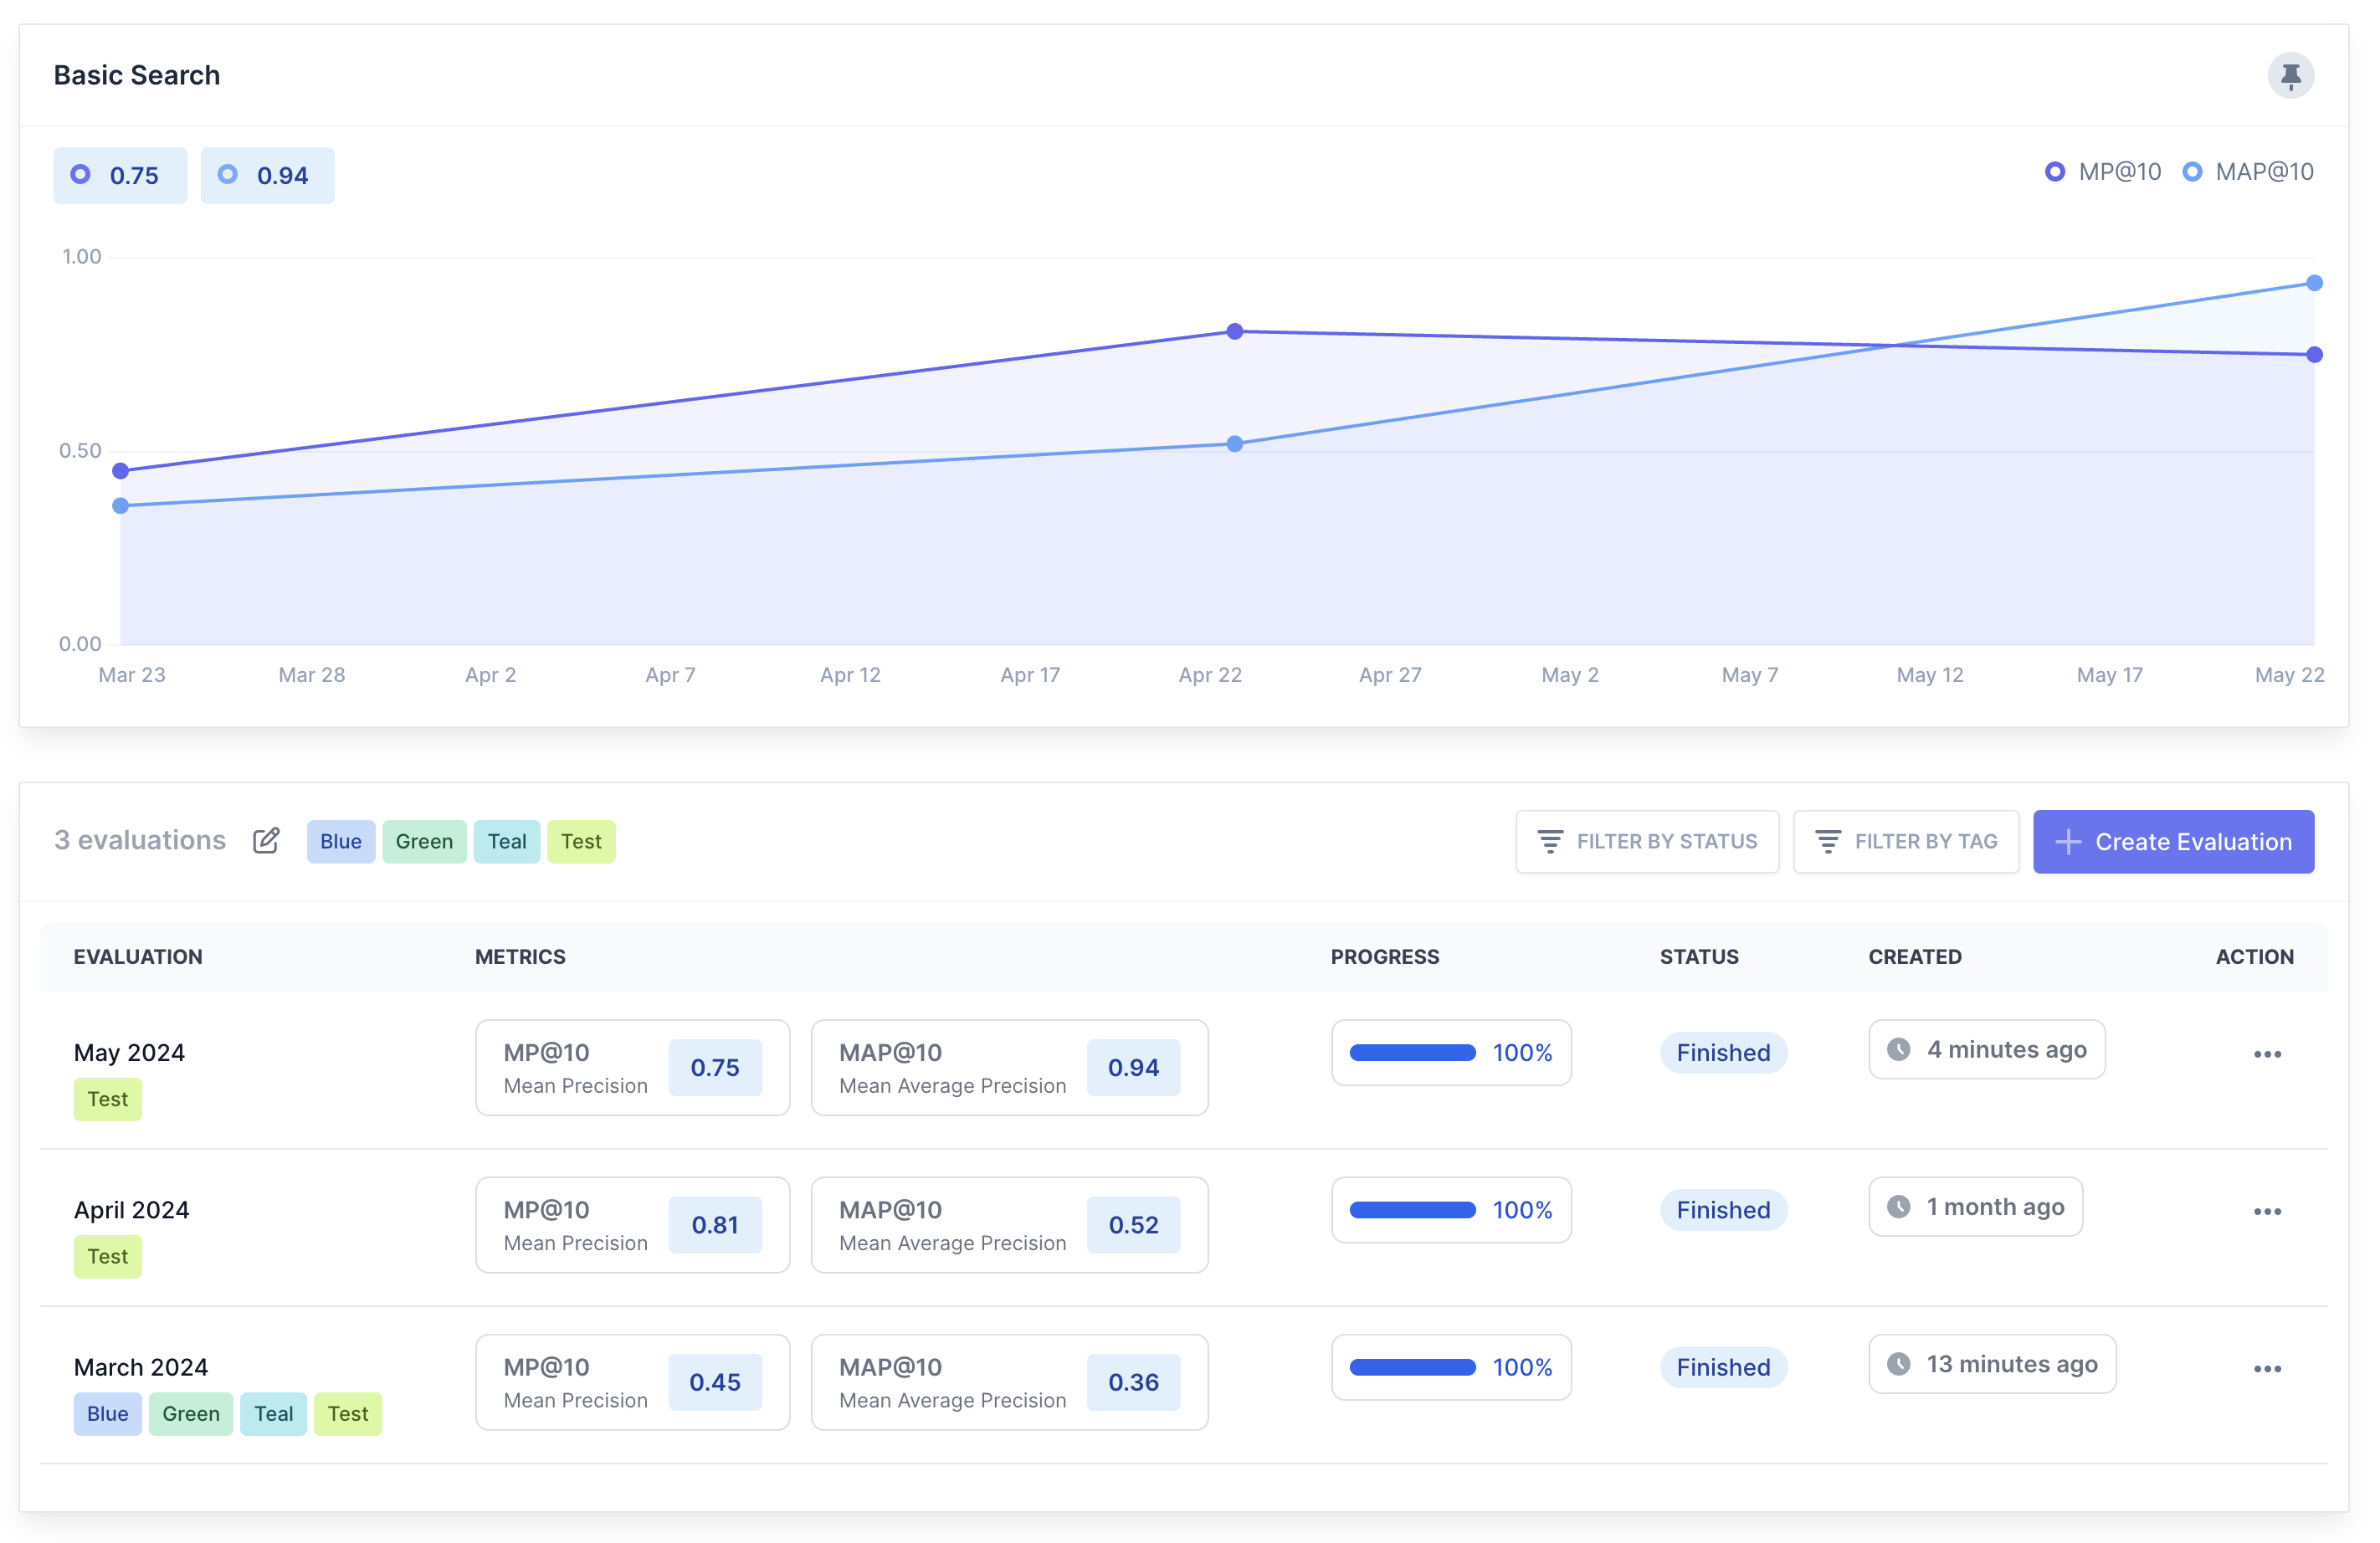 Basic Search
0.75 0.94 MP@10 MAP@10
1.00
0.50
0.00
Mar 23 Mar 28 Apr 2 Apr 7 Apr 12 Apr 17 Apr 22 Apr 27 May 2 May 7 May 12 May 17 May 22
3 evaluations Blue Green Teal Test FILTER BY STATUS FILTER BY TAG Create Evaluation
EVALUATION METRICS PROGRESS STATUS CREATED ACTION
May 2024 MP@10 0.75 MAP@10 0.94 100% Finished 4 minutes ago
Mean Precision Mean Average Precision
Test
April 2024 MP@10 0.81 MAP@10 0.52 100% Finished 1 month ago
Mean Precision Mean Average Precision
Test
March 2024 MP@10 0.45 MAP@10 0.36 100% Finished 13 minutes ago
Mean Precision Mean Average Precision
Blue Green Teal Test